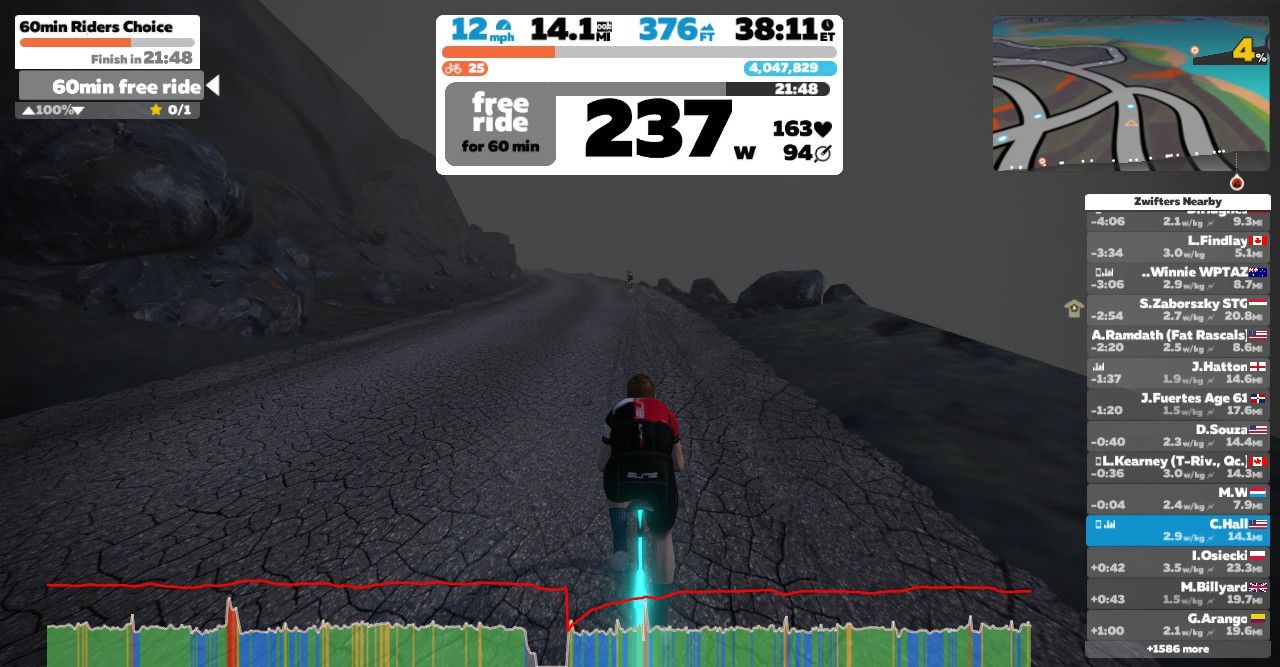 60min Riders Choice
Finish in 21:48
60min free ride
100%
0/1
12 mph 14.1 MI 376 FT 38:11 ET
25
4,047,829
21:48
free
ride
for 60 min
237 w
163
94
4%
Zwifters Nearby
-4:06 2.1w/kg 9.3MI
L.Findlay
-3:34 3.0w/kg 5.1MI
..Winnie WPTAZ
-3:06 2.9w/kg 8.7MI
S.Zaborszky STG
-2:54 2.7w/kg 20.8MI
A.Ramdath (Fat Rascals)
-2:20 2.5w/kg 8.6MI
J.Hatton
-1:37 1.9w/kg 14.6MI
J.Fuertes Age 61
-1:20 1.5w/kg 17.6MI
D.Souza
-0:40 2.3w/kg 14.4MI
L.Kearney (T-Riv., Qc.)
-0:36 3.0w/kg 14.3MI
M.W
-0:04 2.4w/kg 7.9MI
C.Hall
2.9w/kg 14.1MI
I.Osiecki
+0:42 3.5w/kg 23.3MI
M.Billyard
+0:43 1.5w/kg 19.7MI
G.Arango
+1:00 2.1w/kg 19.6MI
+1586 more